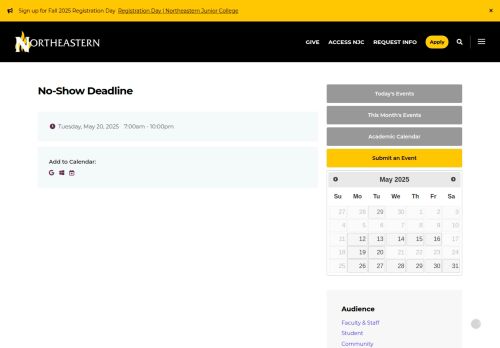 Sign up for Fall 2025 Registration Day Registration Day | Northeastern Junior College ×
NORTHEASTERN GIVE ACCESS NJC REQUEST INFO Apply
No-Show Deadline
Tuesday, May 20, 2025 7:00am - 10:00pm
Add to Calendar:
Today's Events
This Month's Events
Academic Calendar
Submit an Event
May 2025
Su Mo Tu We Th Fr Sa
27 28 29 30 1 2 3
4 5 6 7 8 9 10
11 12 13 14 15 16 17
18 19 20 21 22 23 24
25 26 27 28 29 30 31
Audience
Faculty & Staff
Student
Community